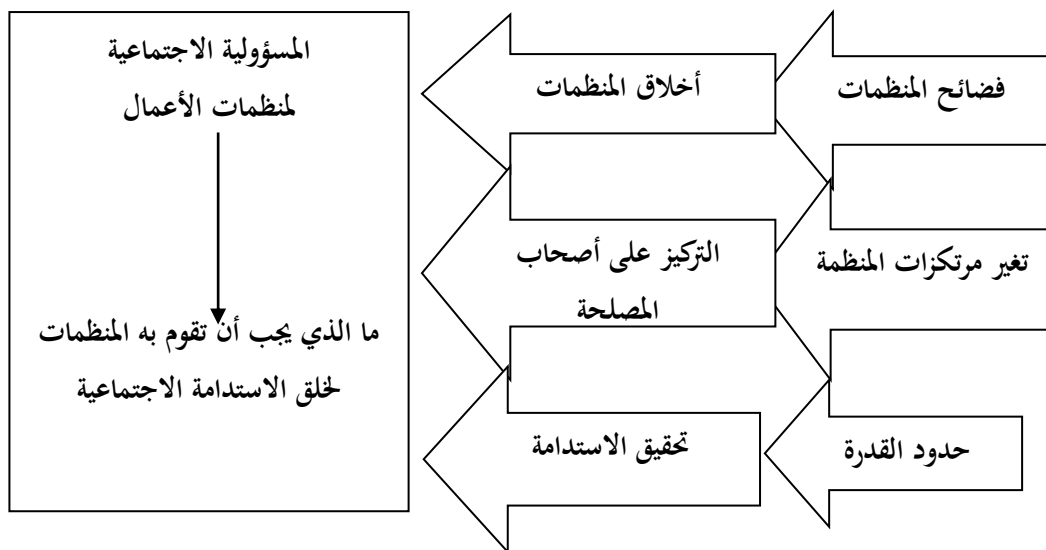 المسؤولية الاجتماعية
لمنظمات الأعمال
ما الذي يجب أن تقوم به المنظمات
لخلق الاستدامة الاجتماعية
فضائح المنظمات
أخلاق المنظمات
تغير مرتكزات المنظمة
التركيز على أصحاب
المصلحة
حدود القدرة
تحقيق الاستدامة